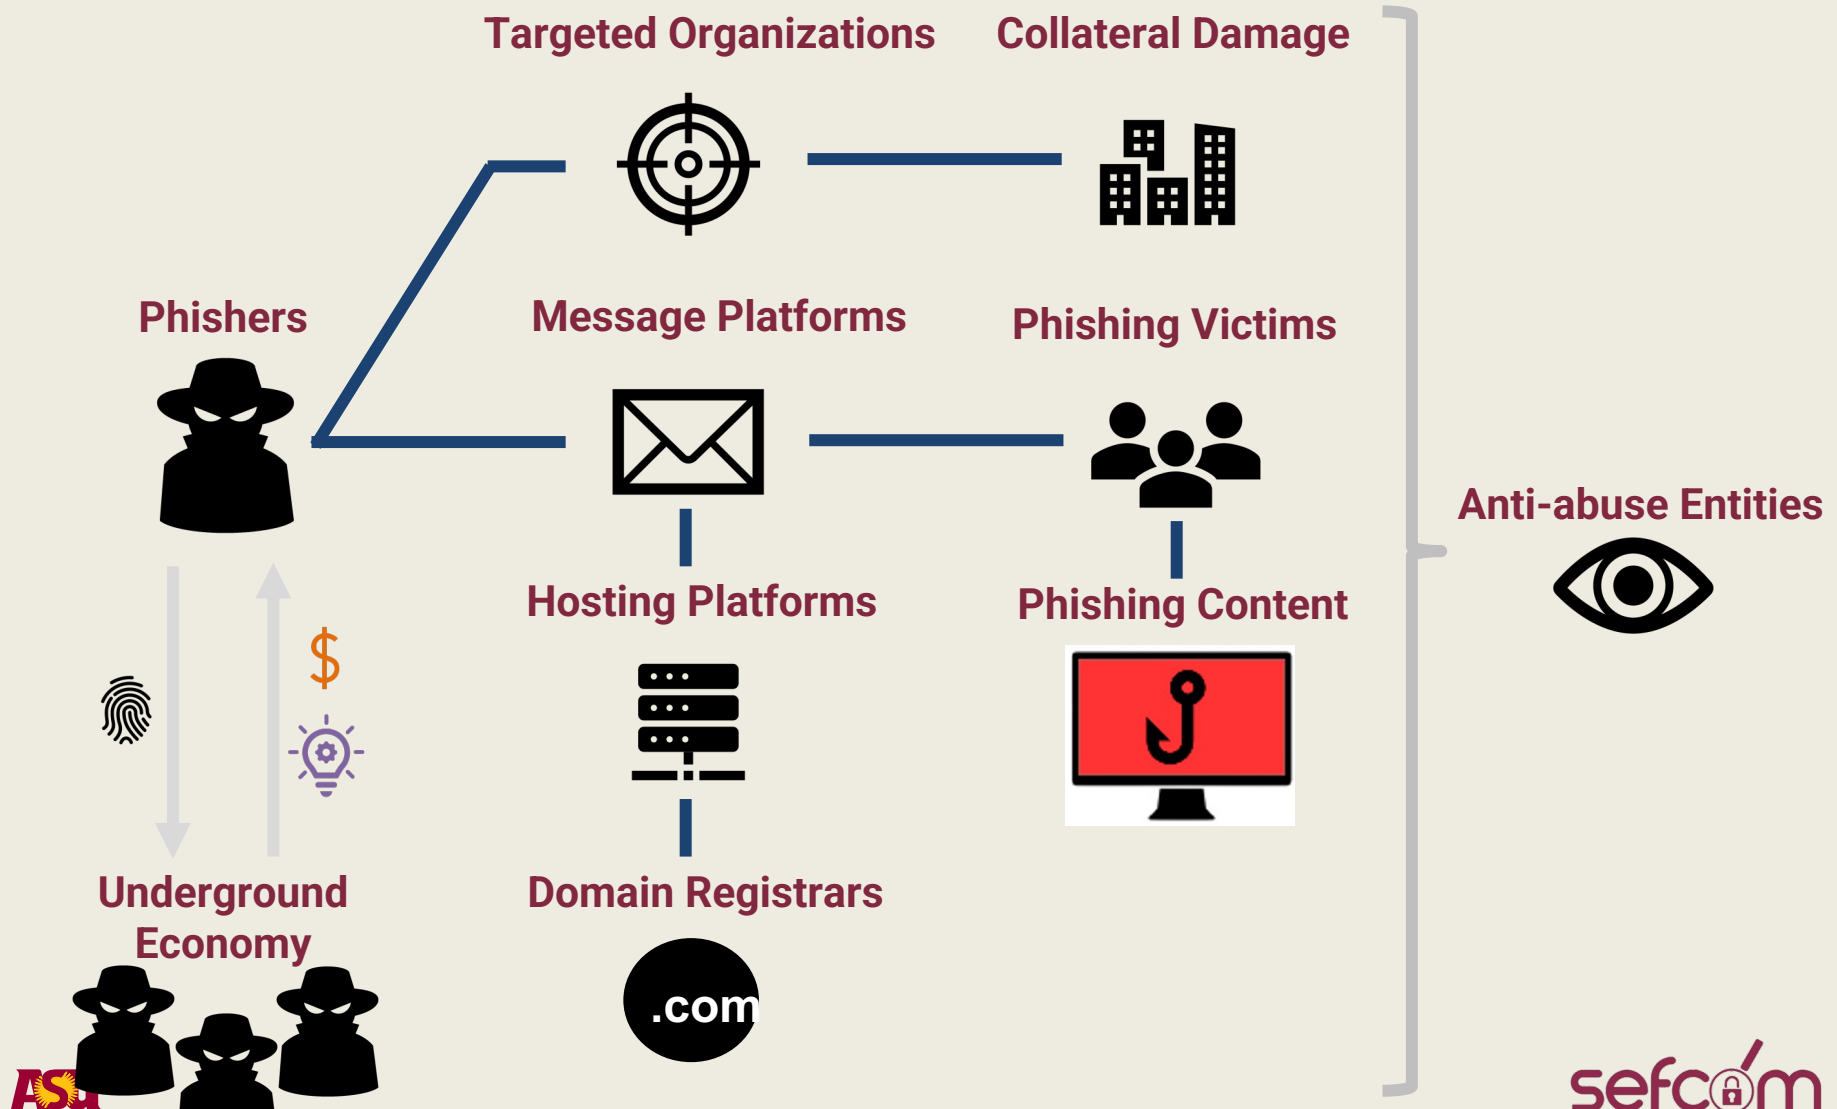 Targeted Organizations
Collateral Damage
Phishers
Message Platforms
Phishing Victims
Anti-abuse Entities
Hosting Platforms
Phishing Content
$
Underground
Economy
Domain Registrars
.com
ASU
sefcom